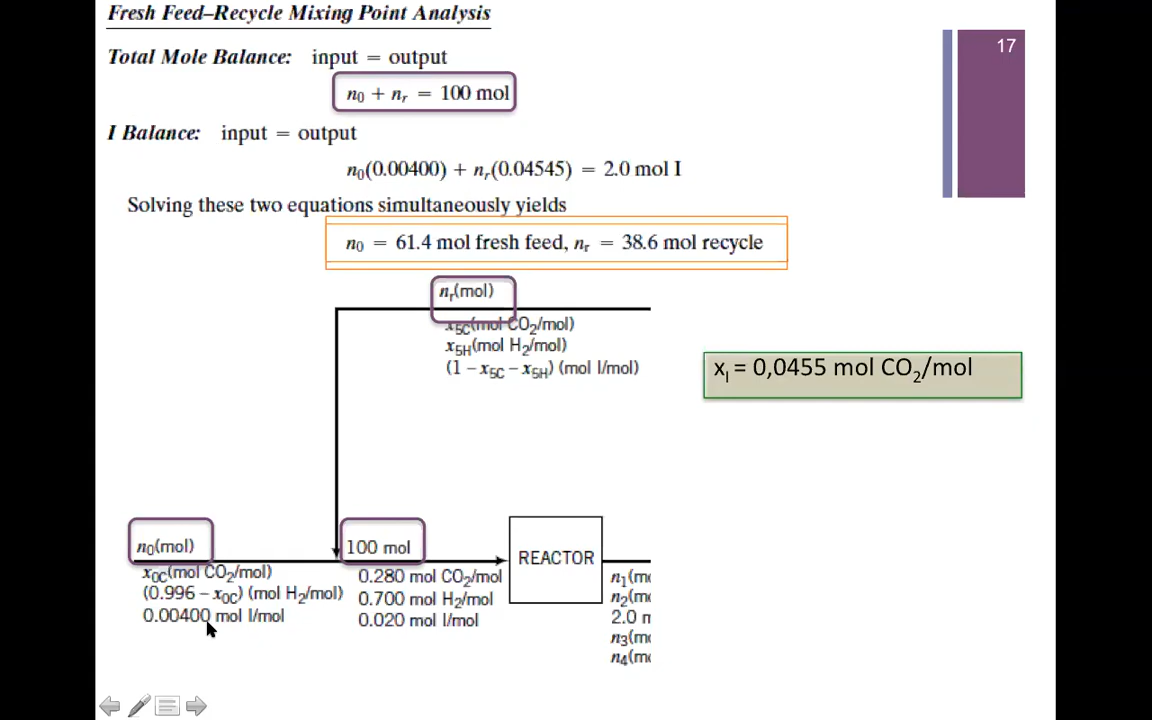 Fresh Feed–Recycle Mixing Point Analysis
17
Total Mole Balance: input = output
n0 + nr = 100 mol
I Balance: input = output
n0(0.00400) + nr(0.04545) = 2.0 mol I
Solving these two equations simultaneously yields
n0 = 61.4 mol fresh feed, nr = 38.6 mol recycle
nr(mol)
x5C(mol CO2/mol)
x5H(mol H2/mol)
(1 – x5C – x5H) (mol I/mol)
xI = 0,0455 mol CO2/mol
n0(mol)
100 mol
REACTOR
x0C(mol CO2/mol)
(0.996 – x0C) (mol H2/mol)
0.00400 mol I/mol
0.280 mol CO2/mol
0.700 mol H2/mol
0.020 mol I/mol
n1(m
n2(m
2.0
n3(m
n4(m